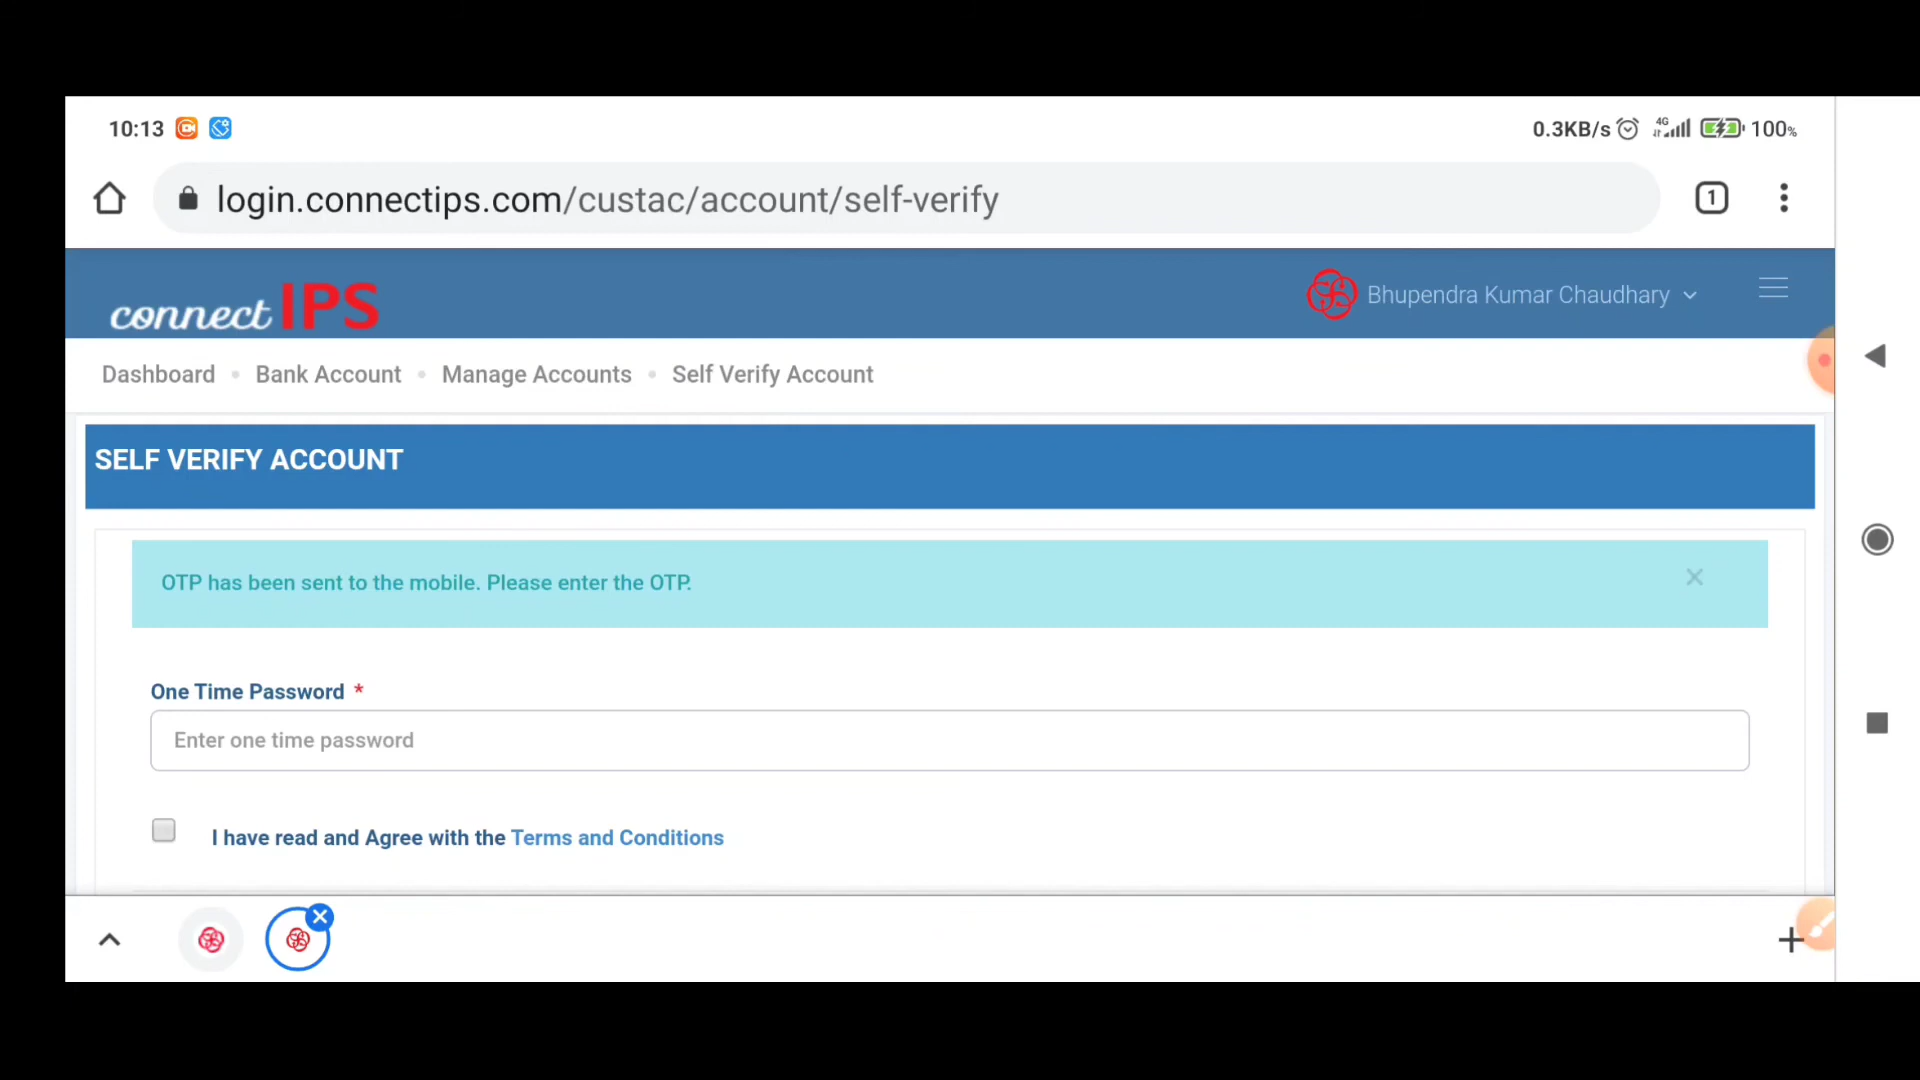 10:13 0.3KB/s 4G 100%
login.connectips.com/custac/account/self-verify 1
connect IPS Bhupendra Kumar Chaudhary
Dashboard • Bank Account • Manage Accounts • Self Verify Account
SELF VERIFY ACCOUNT
OTP has been sent to the mobile. Please enter the OTP.
One Time Password *
Enter one time password
I have read and Agree with the Terms and Conditions